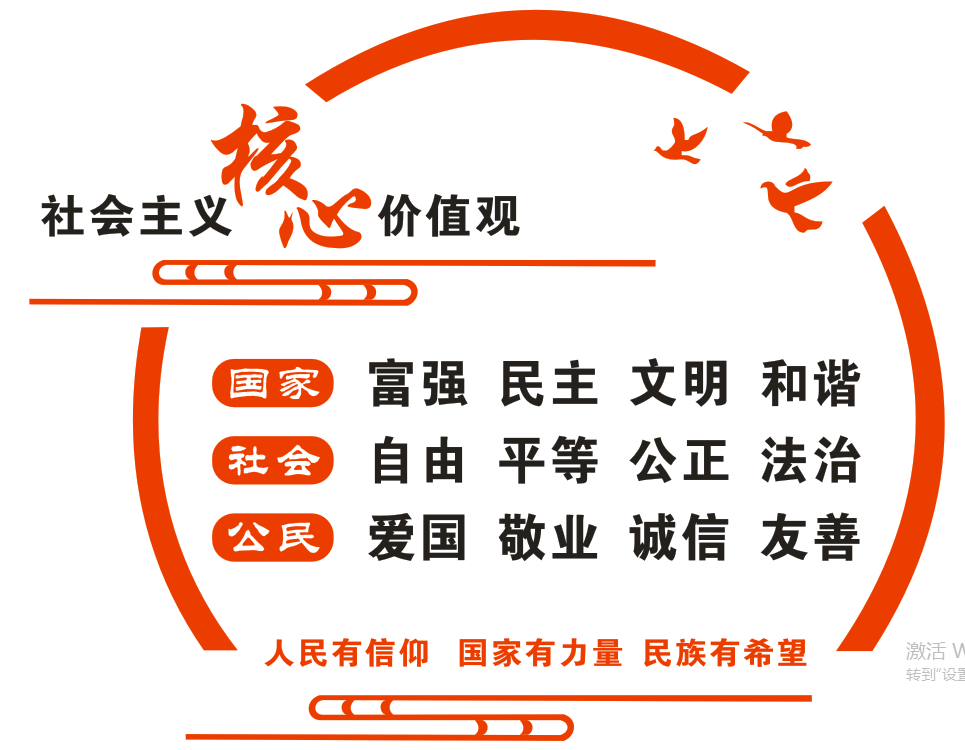 社会主义核心价值观
国家 富强 民主 文明 和谐
社会 自由 平等 公正 法治
公民 爱国 敬业 诚信 友善
人民有信仰 国家有力量 民族有希望
激活 W
转到"设置